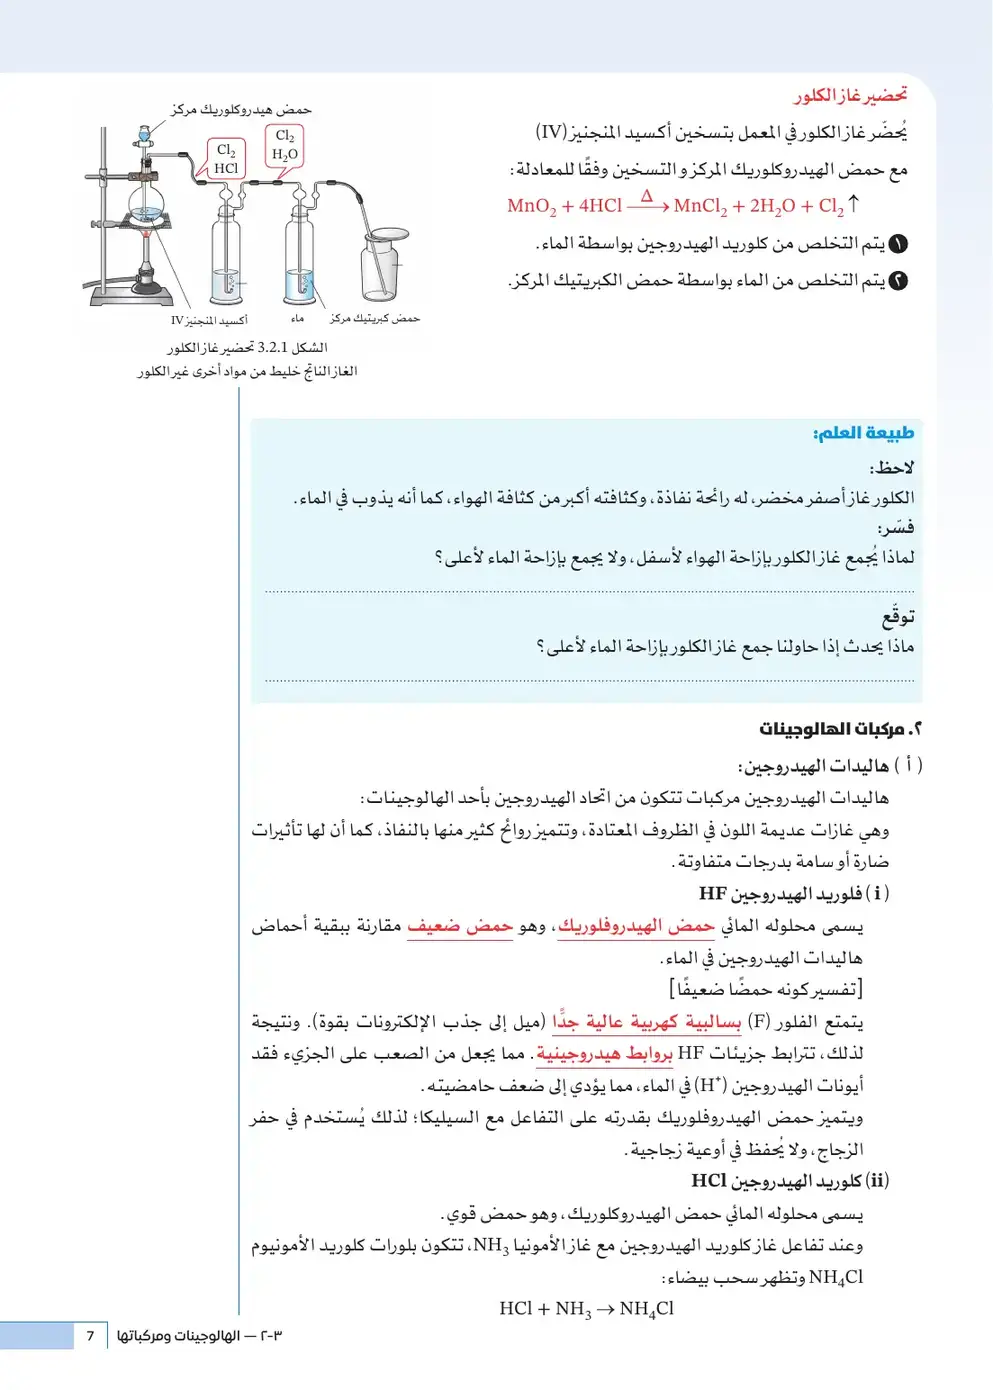 تحضير غاز الكلور
يُحضّر غاز الكلور في المعمل بتسخين أكسيد المنجنيز (IV)
مع حمض الهيدروكلوريك المركز والتسخين وفقًا للمعادلة:
MnO₂ + 4HCl —Δ→ MnCl₂ + 2H₂O + Cl₂ ↑
١ يتم التخلص من كلوريد الهيدروجين بواسطة الماء.
٢ يتم التخلص من الماء بواسطة حمض الكبريتيك المركز.
حمض هيدروكلوريك مركز
Cl₂
HCl
Cl₂
H₂O
أكسيد المنجنيز IV
ماء
حمض كبريتيك مركز
الشكل 3.2.1 تحضير غاز الكلور
الغاز الناتج خليط من مواد أخرى غير الكلور
طبيعة العلم:
لاحظ:
الكلور غاز أصفر مخضر، له رائحة نفاذة، وكثافته أكبر من كثافة الهواء، كما أنه يذوب في الماء.
فسّر:
لماذا يُجمع غاز الكلور بإزاحة الهواء لأسفل، ولا يجمع بإزاحة الماء لأعلى؟
توقّع
ماذا يحدث إذا حاولنا جمع غاز الكلور بإزاحة الماء لأعلى؟
٢. مركبات الهالوجينات
( أ ) هاليدات الهيدروجين:
هاليدات الهيدروجين مركبات تتكون من اتحاد الهيدروجين بأحد الهالوجينات:
وهي غازات عديمة اللون في الظروف المعتادة، وتتميز روائح كثير منها بالنفاذ، كما أن لها تأثيرات
ضارة أو سامة بدرجات متفاوتة.
( i ) فلوريد الهيدروجين HF
يسمى محلوله المائي حمض الهيدروفلوريك، وهو حمض ضعيف مقارنة ببقية أحماض
هاليدات الهيدروجين في الماء.
[تفسير كونه حمضًا ضعيفًا]
يتمتع الفلور (F) بسالبية كهربية عالية جدًّا (ميل إلى جذب الإلكترونات بقوة). ونتيجة
لذلك، تترابط جزيئات HF بروابط هيدروجينية. مما يجعل من الصعب على الجزيء فقد
أيونات الهيدروجين (H⁺) في الماء، مما يؤدي إلى ضعف حامضيته.
ويتميز حمض الهيدروفلوريك بقدرته على التفاعل مع السيليكا؛ لذلك يُستخدم في حفر
الزجاج، ولا يُحفظ في أوعية زجاجية.
(ii) كلوريد الهيدروجين HCl
يسمى محلوله المائي حمض الهيدروكلوريك، وهو حمض قوي.
وعند تفاعل غاز كلوريد الهيدروجين مع غاز الأمونيا NH₃، تتكون بلورات كلوريد الأمونيوم
NH₄Cl وتظهر سحب بيضاء:
HCl + NH₃ → NH₄Cl
٣-٢ — الهالوجينات ومركباتها 7